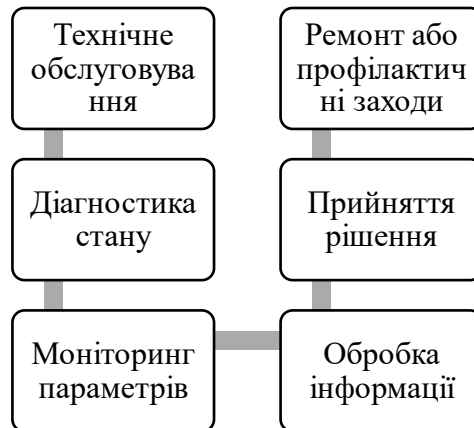 Технічне
обслуговува
ння
Діагностика
стану
Моніторинг
параметрів
Обробка
інформації
Прийняття
рішення
Ремонт або
профілактич
ні заходи